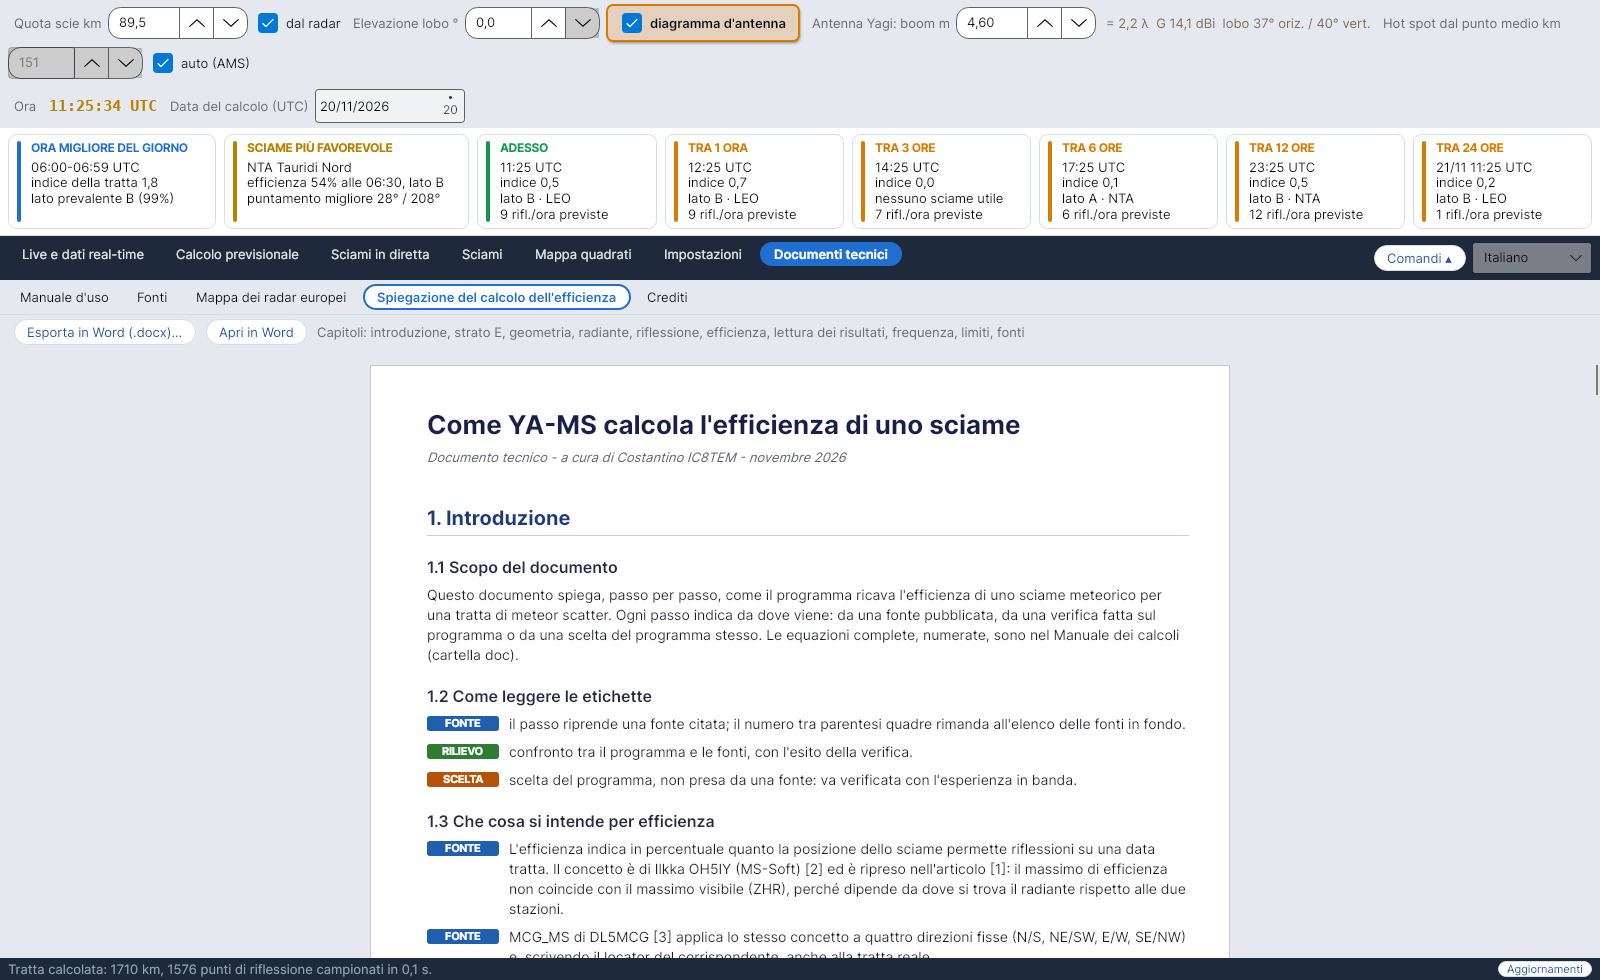 Quota scie km 89,5 dal radar Elevazione lobo ° 0,0 diagramma d'antenna Antenna Yagi: boom m 4,60 = 2,2 λ G 14,1 dBi lobo 37° oriz. / 40° vert. Hot spot dal punto medio km
151 auto (AMS)
Ora 11:25:34 UTC Data del calcolo (UTC) 20/11/2026 20
ORA MIGLIORE DEL GIORNO
06:00-06:59 UTC
indice della tratta 1,8
lato prevalente B (99%)
SCIAME PIÙ FAVOREVOLE
NTA Tauridi Nord
efficienza 54% alle 06:30, lato B
puntamento migliore 28° / 208°
ADESSO
11:25 UTC
indice 0,5
lato B · LEO
9 rifl./ora previste
TRA 1 ORA
12:25 UTC
indice 0,7
lato B · LEO
9 rifl./ora previste
TRA 3 ORE
14:25 UTC
indice 0,0
nessuno sciame utile
7 rifl./ora previste
TRA 6 ORE
17:25 UTC
indice 0,1
lato A · NTA
6 rifl./ora previste
TRA 12 ORE
23:25 UTC
indice 0,5
lato B · NTA
12 rifl./ora previste
TRA 24 ORE
21/11 11:25 UTC
indice 0,2
lato B · LEO
1 rifl./ora previste
Live e dati real-time Calcolo previsionale Sciami in diretta Sciami Mappa quadrati Impostazioni Documenti tecnici Comandi ▴ Italiano
Manuale d'uso Fonti Mappa dei radar europei Spiegazione del calcolo dell'efficienza Crediti
Esporta in Word (.docx)... Apri in Word Capitoli: introduzione, strato E, geometria, radiante, riflessione, efficienza, lettura dei risultati, frequenza, limiti, fonti
Come YA-MS calcola l'efficienza di uno sciame
Documento tecnico - a cura di Costantino IC8TEM - novembre 2026
1. Introduzione
1.1 Scopo del documento
Questo documento spiega, passo per passo, come il programma ricava l'efficienza di uno sciame meteorico per
una tratta di meteor scatter. Ogni passo indica da dove viene: da una fonte pubblicata, da una verifica fatta sul
programma o da una scelta del programma stesso. Le equazioni complete, numerate, sono nel Manuale dei calcoli
(cartella doc).
1.2 Come leggere le etichette
FONTE il passo riprende una fonte citata; il numero tra parentesi quadre rimanda all'elenco delle fonti in fondo.
RILIEVO confronto tra il programma e le fonti, con l'esito della verifica.
SCELTA scelta del programma, non presa da una fonte: va verificata con l'esperienza in banda.
1.3 Che cosa si intende per efficienza
FONTE L'efficienza indica in percentuale quanto la posizione dello sciame permette riflessioni su una data
tratta. Il concetto è di Ilkka OH5IY (MS-Soft) [2] ed è ripreso nell'articolo [1]: il massimo di efficienza
non coincide con il massimo visibile (ZHR), perché dipende da dove si trova il radiante rispetto alle due
stazioni.
FONTE MCG_MS di DL5MCG [3] applica lo stesso concetto a quattro direzioni fisse (N/S, NE/SW, E/W, SE/NW)
e, scrivendo il locator del corrispondente, anche alla tratta reale.
Tratta calcolata: 1710 km, 1576 punti di riflessione campionati in 0,1 s. Aggiornamenti